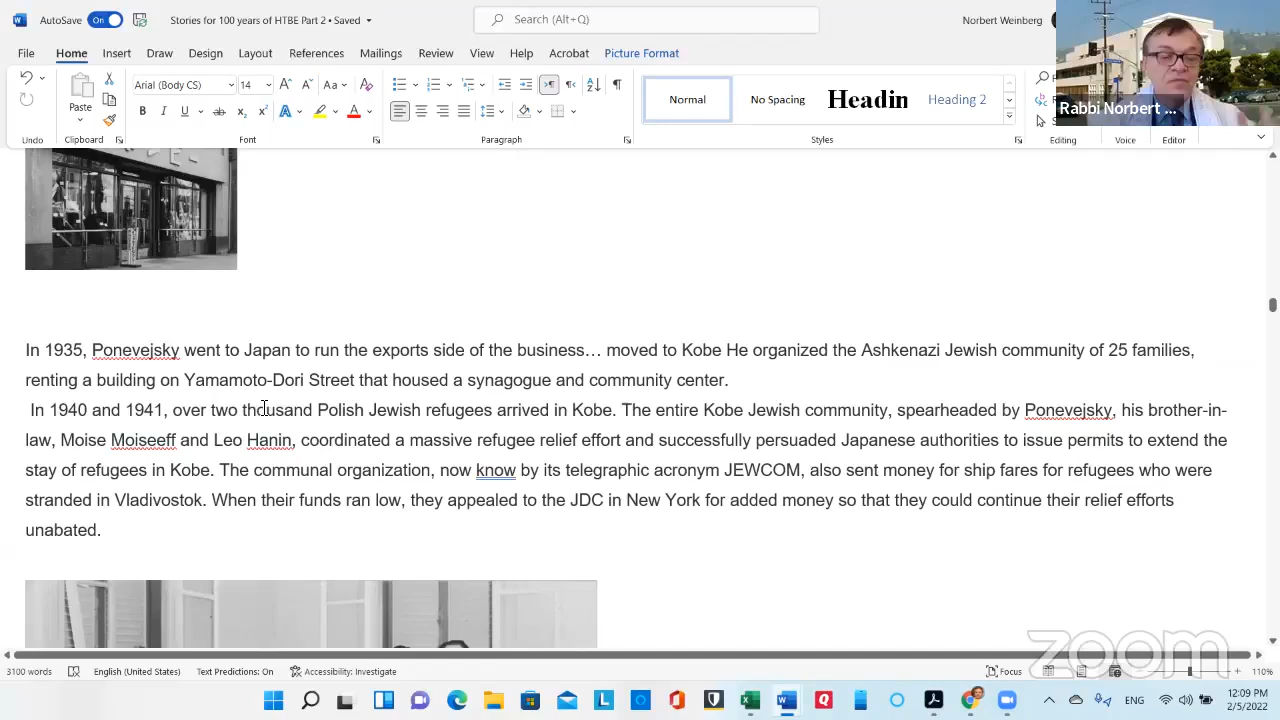 AutoSave On Stories for 100 years of HTBE Part 2 • Saved Search (Alt+Q) Norbert Weinberg
File Home Insert Draw Design Layout References Mailings Review View Help Acrobat Picture Format
Paste Arial (Body CS) 14 Aa Normal No Spacing Headin Heading 2
Rabbi Norbert ...
Undo Clipboard Font Paragraph Styles Editing Voice Editor
In 1935, Ponevejsky went to Japan to run the exports side of the business… moved to Kobe He organized the Ashkenazi Jewish community of 25 families,
renting a building on Yamamoto-Dori Street that housed a synagogue and community center.
In 1940 and 1941, over two thousand Polish Jewish refugees arrived in Kobe. The entire Kobe Jewish community, spearheaded by Ponevejsky, his brother-in-
law, Moise Moiseeff and Leo Hanin, coordinated a massive refugee relief effort and successfully persuaded Japanese authorities to issue permits to extend the
stay of refugees in Kobe. The communal organization, now know by its telegraphic acronym JEWCOM, also sent money for ship fares for refugees who were
stranded in Vladivostok. When their funds ran low, they appealed to the JDC in New York for added money so that they could continue their relief efforts
unabated.
zoom
3100 words English (United States) Text Predictions: On Accessibility: Investigate Focus 110%
ENG 12:09 PM
2/5/2022